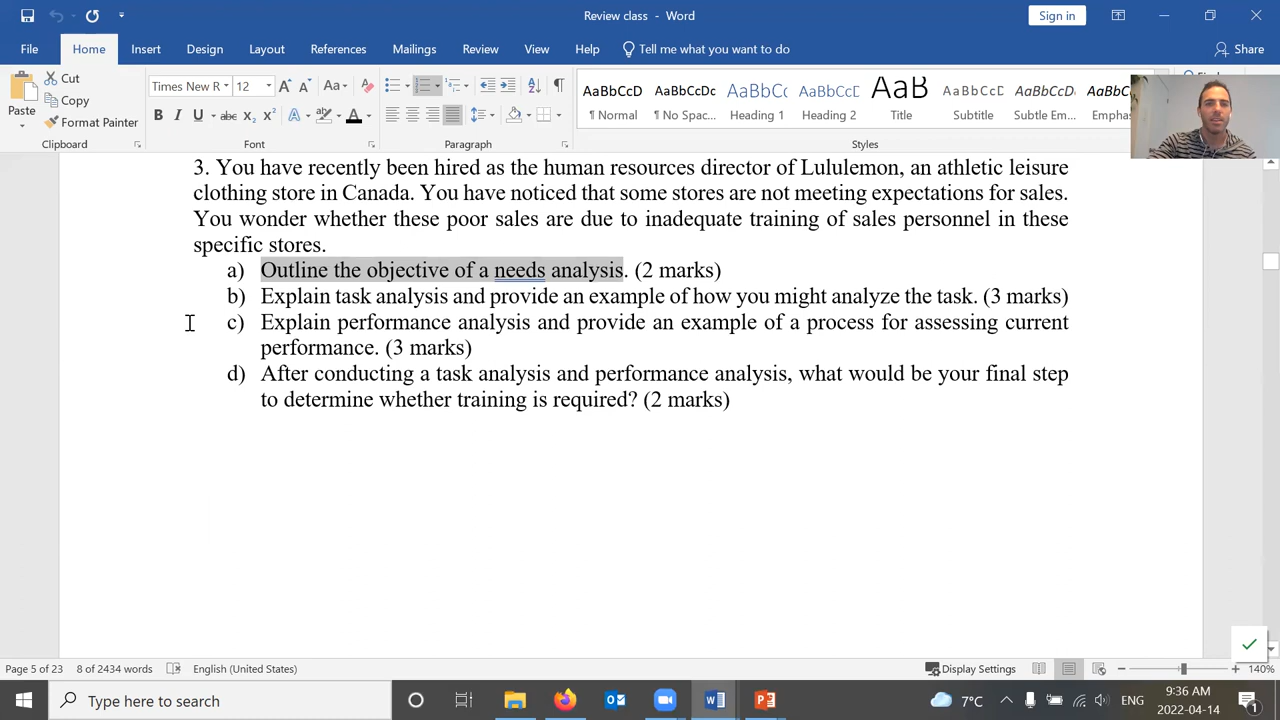 Review class - Word
Sign in
File Home Insert Design Layout References Mailings Review View Help Tell me what you want to do Share
Paste
Cut
Copy
Format Painter
Clipboard
Times New R 12
Font
Paragraph
AaBbCcD AaBbCcDc AaBbCc AaBbCcD AaB AaBbCcD AaBbCcD
¶ Normal ¶ No Spac... Heading 1 Heading 2 Title Subtitle Subtle Em...
Styles
3. You have recently been hired as the human resources director of Lululemon, an athletic leisure
clothing store in Canada. You have noticed that some stores are not meeting expectations for sales.
You wonder whether these poor sales are due to inadequate training of sales personnel in these
specific stores.
a) Outline the objective of a needs analysis. (2 marks)
b) Explain task analysis and provide an example of how you might analyze the task. (3 marks)
c) Explain performance analysis and provide an example of a process for assessing current
performance. (3 marks)
d) After conducting a task analysis and performance analysis, what would be your final step
to determine whether training is required? (2 marks)
Page 5 of 23 8 of 2434 words English (United States) Display Settings 140%
Type here to search 7°C ENG 9:36 AM
2022-04-14